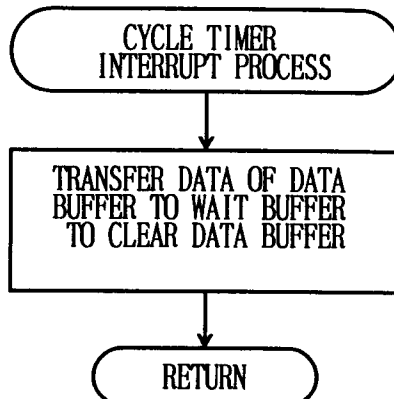 CYCLE TIMER
INTERRUPT PROCESS
TRANSFER DATA OF DATA
BUFFER TO WAIT BUFFER
TO CLEAR DATA BUFFER
RETURN